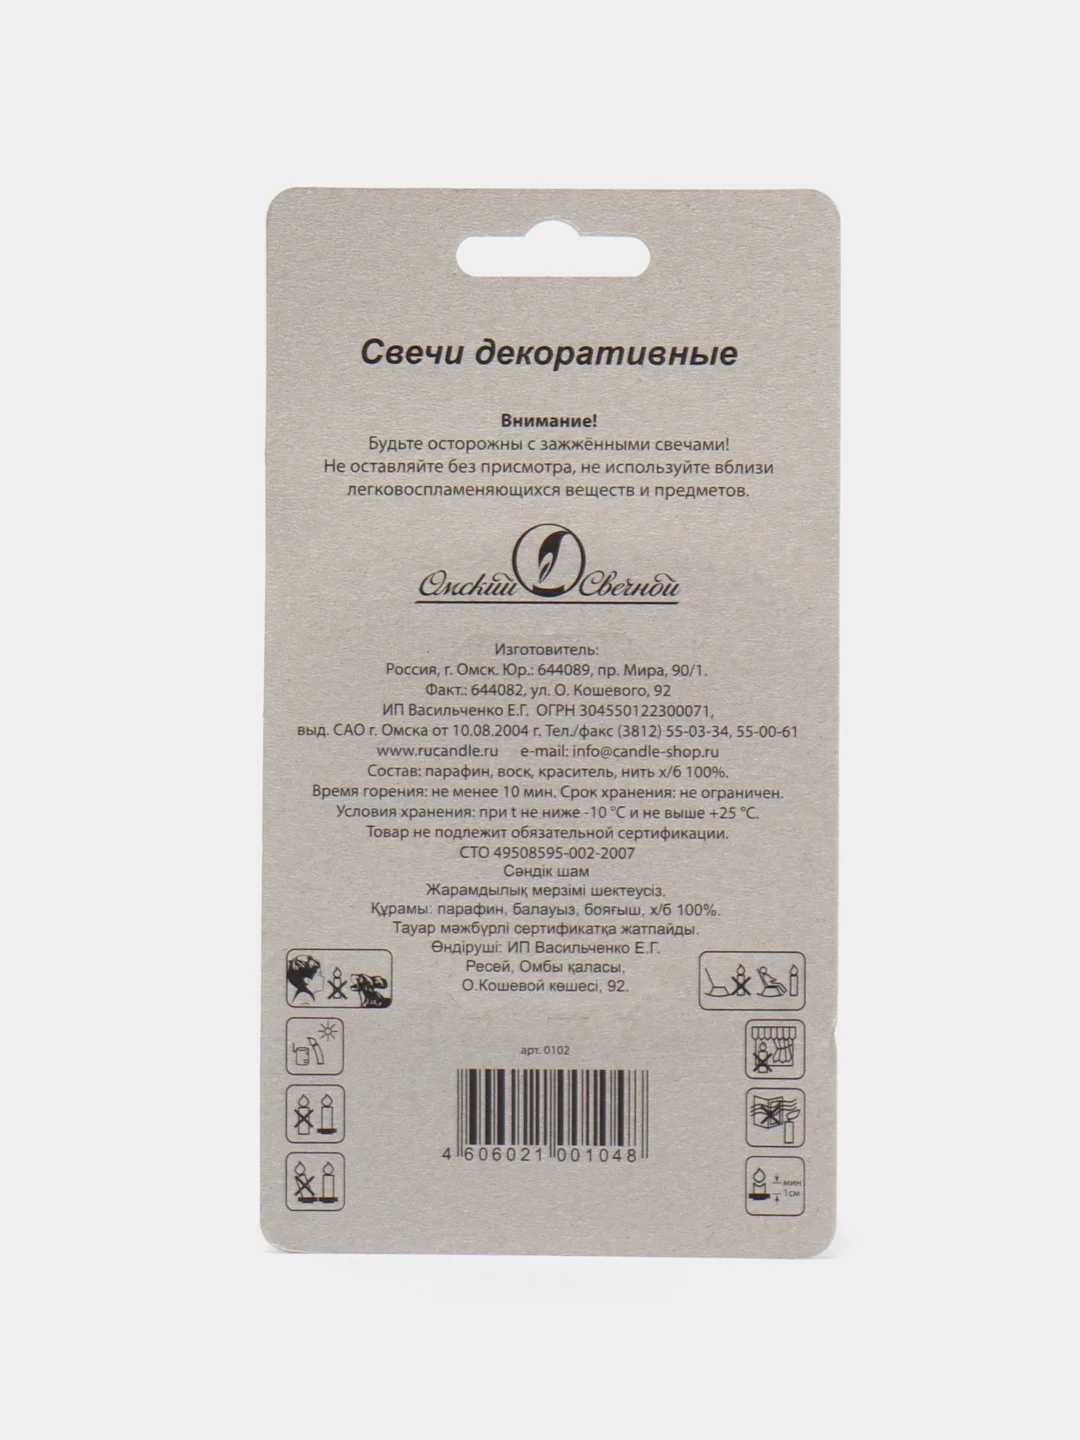 Свечи декоративные
Внимание!
Будьте осторожны с зажжёнными свечами!
Не оставляйте без присмотра, не используйте вблизи
легковоспламеняющихся веществ и предметов.
Омский Свечной
Изготовитель:
Россия, г. Омск. Юр.: 644089, пр. Мира, 90/1.
Факт.: 644082, ул. О. Кошевого, 92
ИП Васильченко Е.Г. ОГРН 304550122300071,
выд. САО г. Омска от 10.08.2004 г. Тел./факс (3812) 55-03-34, 55-00-61
www.rucandle.ru e-mail: info@candle-shop.ru
Состав: парафин, воск, краситель, нить х/б 100%.
Время горения: не менее 10 мин. Срок хранения: не ограничен.
Условия хранения: при t не ниже -10 °С и не выше +25 °С.
Товар не подлежит обязательной сертификации.
СТО 49508595-002-2007
Сәндік шам
Жарамдылық мерзімі шектеусіз.
Құрамы: парафин, балауыз, бояғыш, х/б 100%.
Тауар мәжбүрлі сертификатқа жатпайды.
Өндіруші: ИП Васильченко Е.Г.
Ресей, Омбы қаласы,
О.Кошевой көшесі, 92.
арт. 0102
4 606021 001048
мин
1см